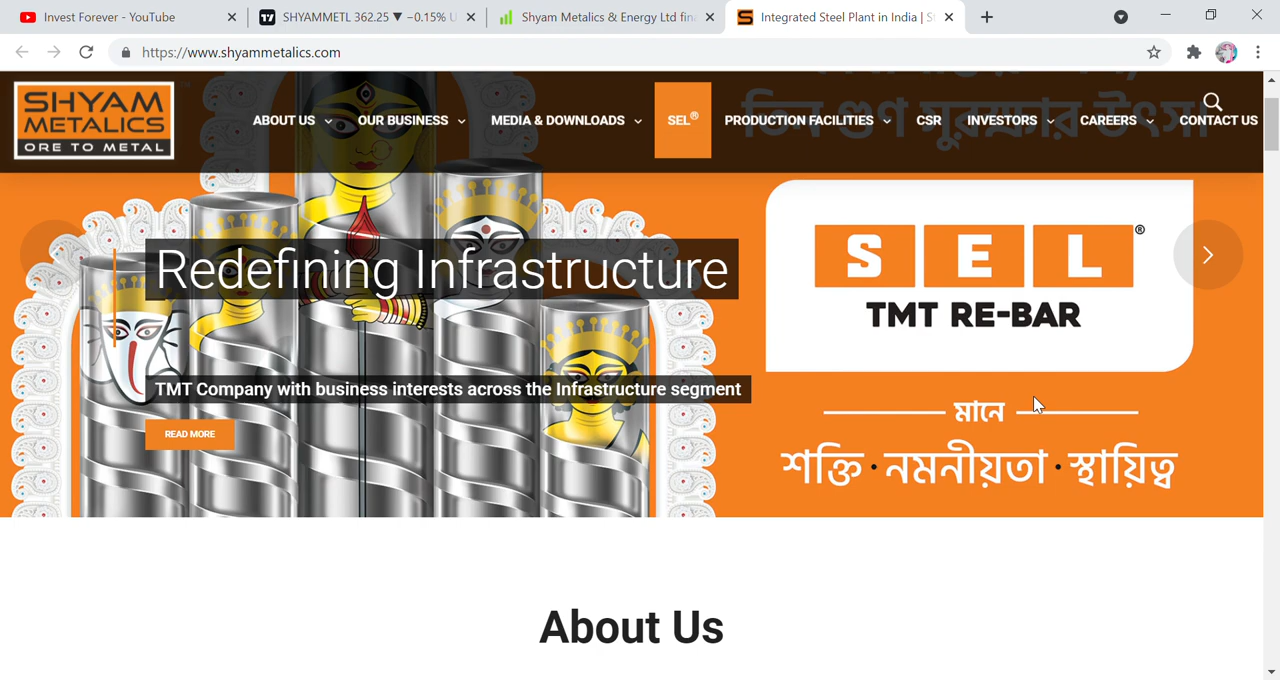 Invest Forever - YouTube
SHYAMMETL 362.25 ▼ −0.15% U
Shyam Metalics & Energy Ltd fin
Integrated Steel Plant in India | S
https://www.shyammetalics.com
SHYAM
METALICS
ORE TO METAL
ABOUT US
OUR BUSINESS
MEDIA & DOWNLOADS
SEL®
PRODUCTION FACILITIES
CSR
INVESTORS
CAREERS
CONTACT US
তিন গুণ সুরক্ষার উৎসা
Redefining Infrastructure
TMT Company with business interests across the Infrastructure segment
READ MORE
SEL®
TMT RE-BAR
মানে
শক্তি · নমনীয়তা · স্থায়িত্ব
About Us